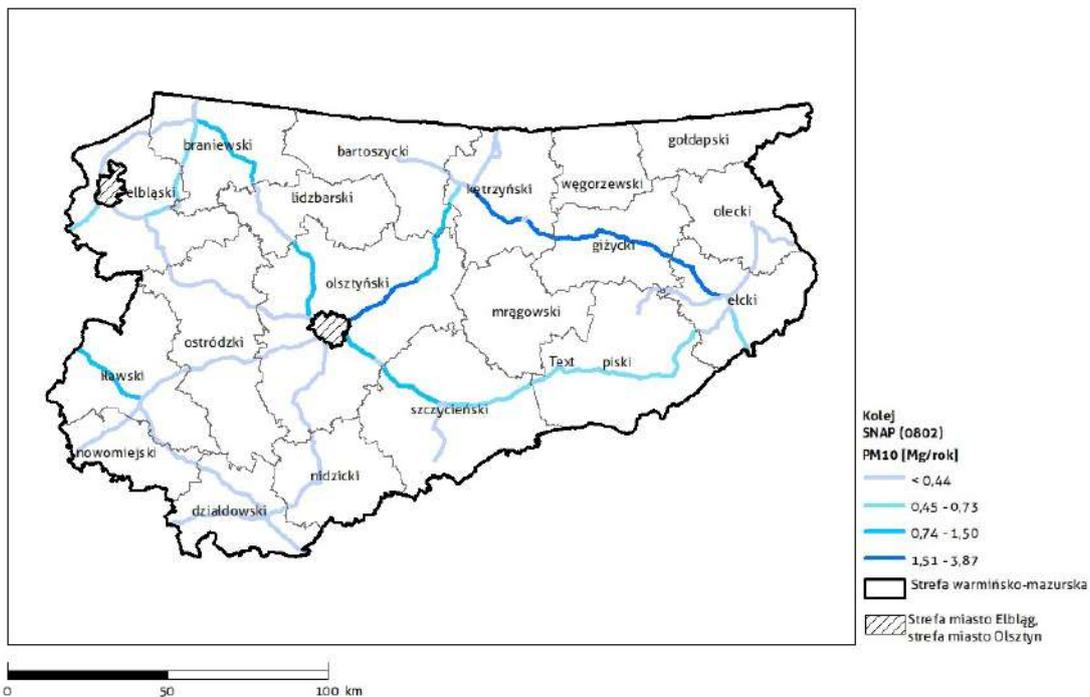 gołdapski
braniewski
bartoszycki
kętrzyński
węgorzewski
elbląski
lidzbarski
olecki
giżycki
olsztyński
ełcki
mrągowski
ostródzki
Text piski
iławski
szczycieński
nowomiejski
nidzicki
działdowski
Kolej
SNAP (0802)
PM10 [Mg/rok]
< 0,44
0,45 - 0,73
0,74 - 1,50
1,51 - 3,87
Strefa warmińsko-mazurska
Strefa miasto Elbląg,
strefa miasto Olsztyn
0 50 100 km